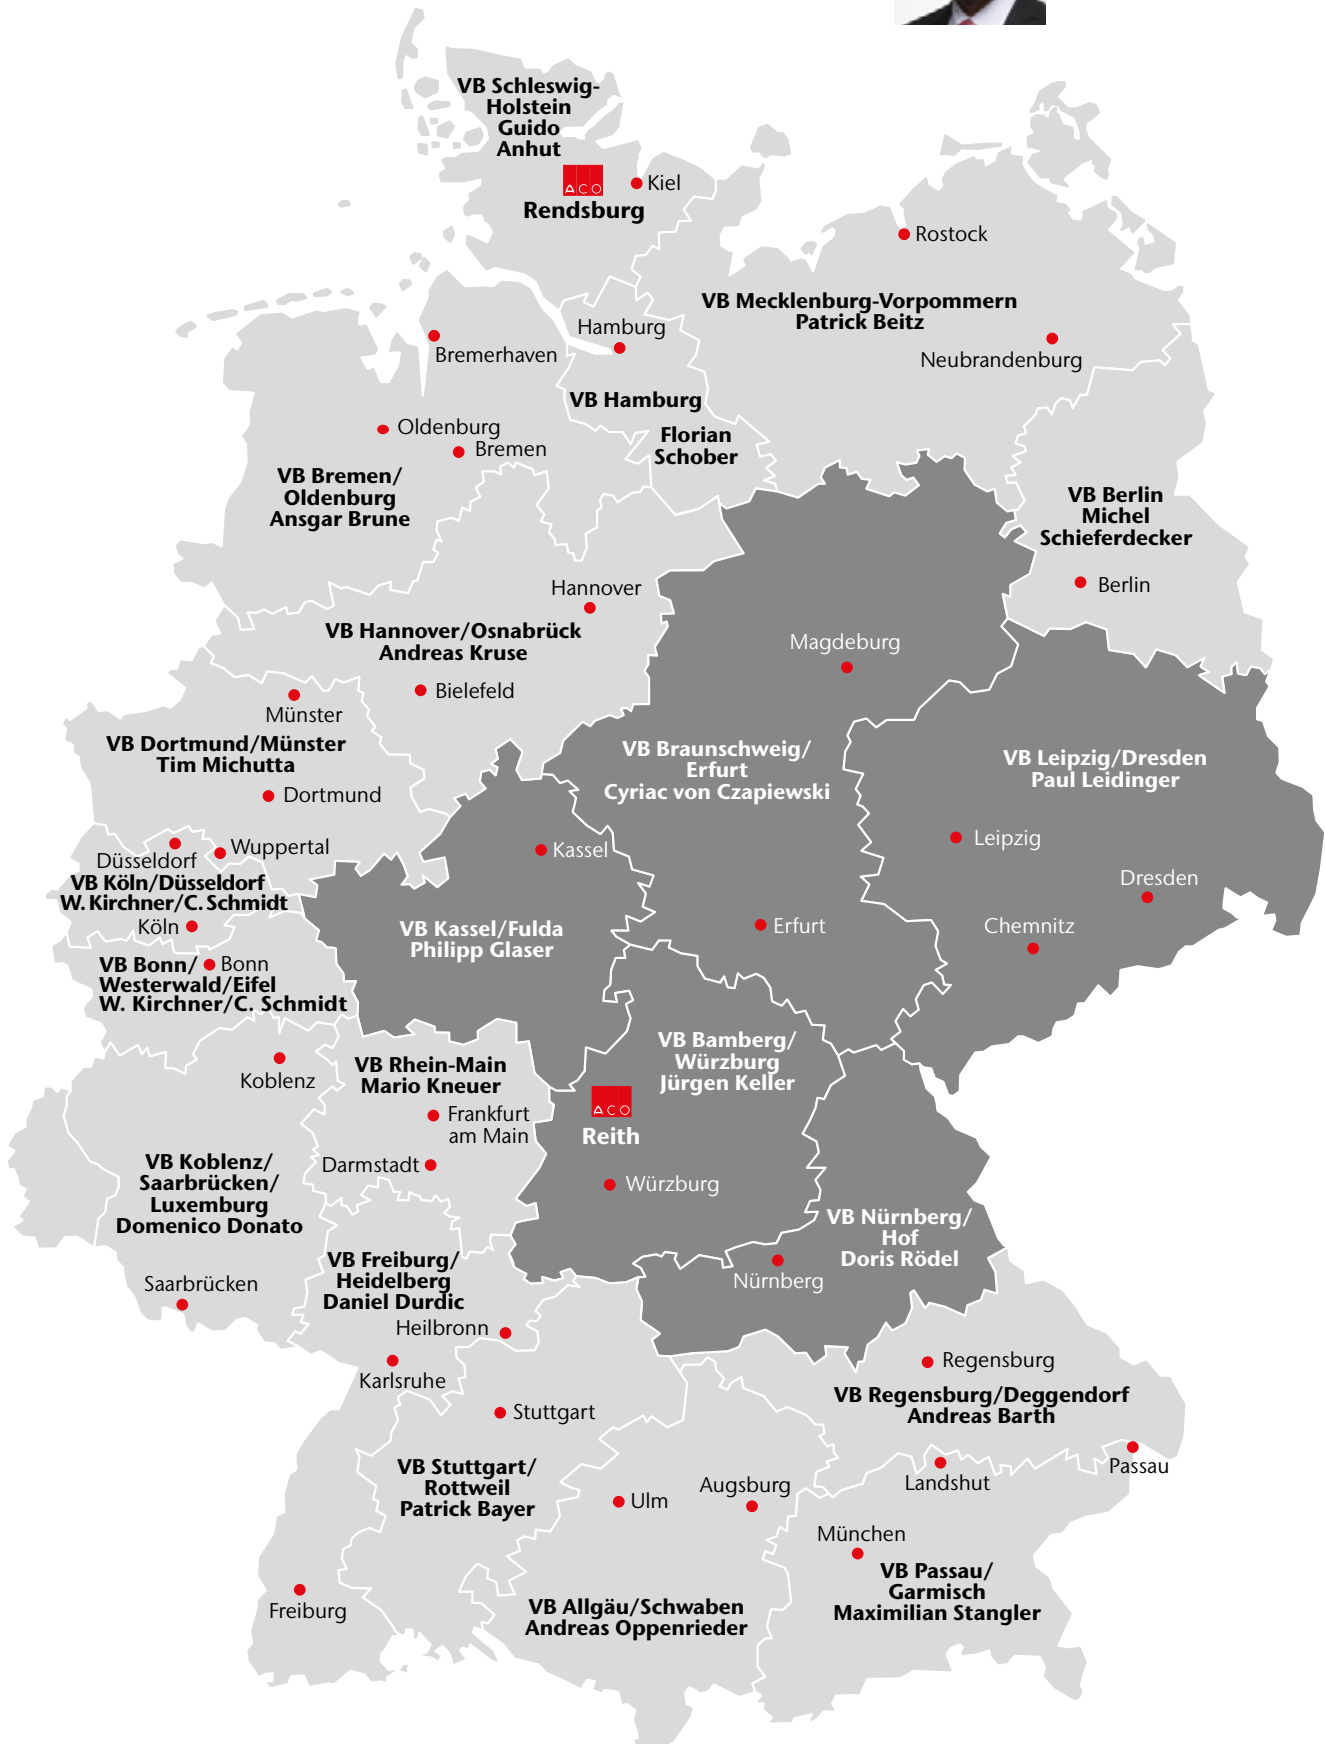 VB Schleswig-
Holstein
Guido
Anhut
ACO
Kiel
Rendsburg
Rostock
VB Mecklenburg-Vorpommern
Patrick Beitz
Hamburg
Bremerhaven
Neubrandenburg
VB Hamburg
Florian
Schober
Oldenburg
Bremen
VB Bremen/
Oldenburg
Ansgar Brune
VB Berlin
Michel
Schieferdecker
Berlin
Hannover
VB Hannover/Osnabrück
Andreas Kruse
Bielefeld
Magdeburg
Münster
VB Dortmund/Münster
Tim Michutta
Dortmund
VB Braunschweig/
Erfurt
Cyriac von Czapiewski
VB Leipzig/Dresden
Paul Leidinger
Leipzig
Dresden
Chemnitz
Wuppertal
Düsseldorf
VB Köln/Düsseldorf
W. Kirchner/C. Schmidt
Köln
Kassel
VB Kassel/Fulda
Philipp Glaser
Erfurt
VB Bonn/
Bonn
Westerwald/Eifel
W. Kirchner/C. Schmidt
Koblenz
VB Rhein-Main
Mario Kneuer
Frankfurt
am Main
Darmstadt
VB Bamberg/
Würzburg
Jürgen Keller
ACO
Reith
Würzburg
VB Koblenz/
Saarbrücken/
Luxemburg
Domenico Donato
Saarbrücken
VB Nürnberg/
Hof
Doris Rödel
Nürnberg
VB Freiburg/
Heidelberg
Daniel Durdic
Heilbronn
Karlsruhe
Regensburg
VB Regensburg/Deggendorf
Andreas Barth
Stuttgart
Passau
Landshut
VB Stuttgart/
Rottweil
Patrick Bayer
Ulm
Augsburg
München
VB Passau/
Garmisch
Maximilian Stangler
Freiburg
VB Allgäu/Schwaben
Andreas Oppenrieder